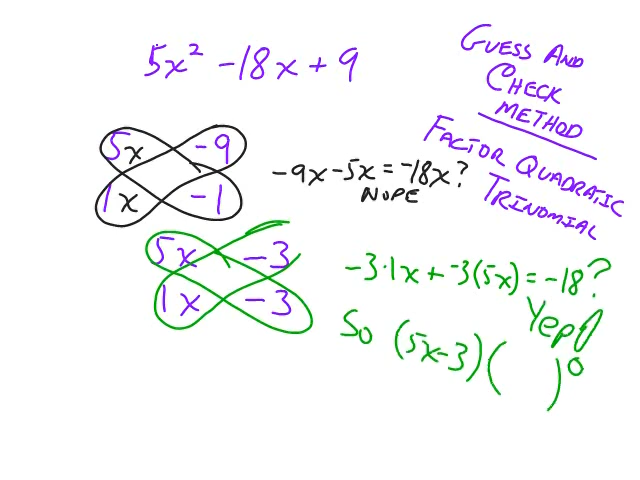 5x² -18x + 9
GUESS AND
CHECK
METHOD
FACTOR QUADRATIC
TRINOMIAL
5x -9
1x -1
-9x -5x = -18x?
NOPE
5x -3
1x -3
-3·1x + -3(5x) = -18?
Yep!
So (5x-3)( )